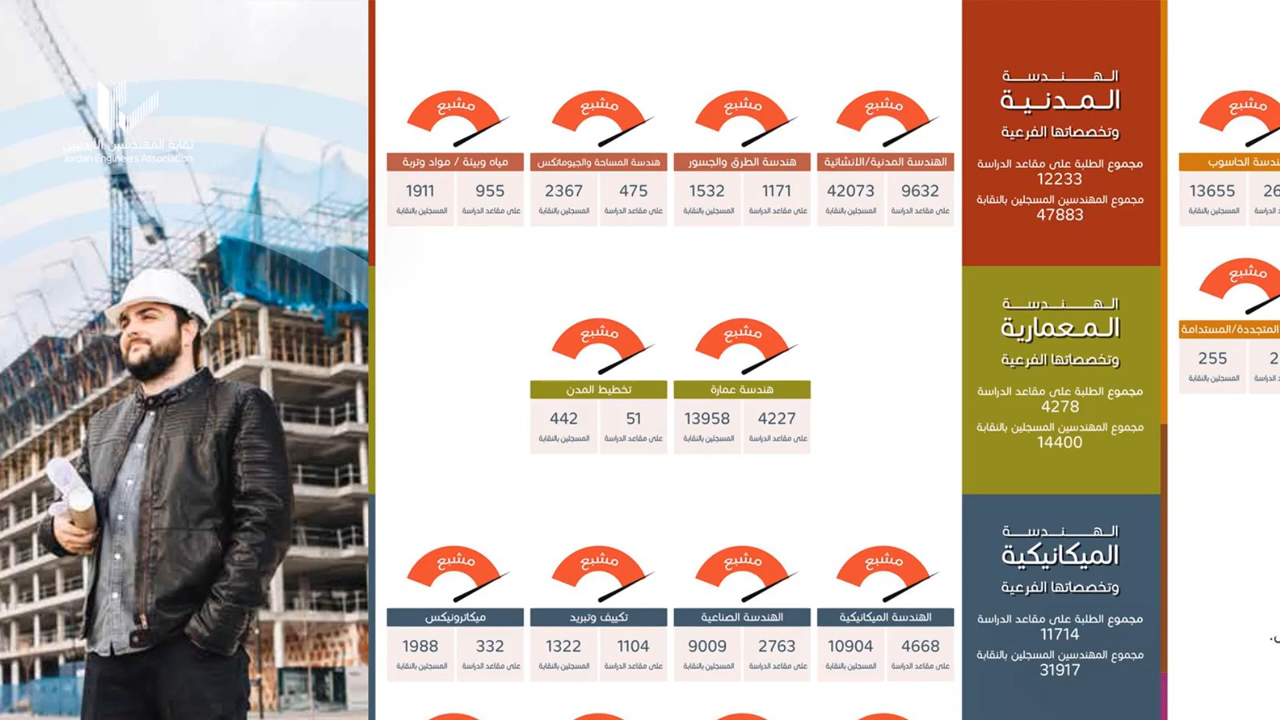 نقابة المهندسين الأردنيين
Jordan Engineers Association
الهندسة
المدنية
وتخصصاتها الفرعية
مجموع الطلبة على مقاعد الدراسة
12233
مجموع المهندسين المسجلين بالنقابة
47883
مشبع
الهندسة المدنية/الانشائية
9632 على مقاعد الدراسة
42073 المسجلين بالنقابة
مشبع
هندسة الطرق والجسور
1171 على مقاعد الدراسة
1532 المسجلين بالنقابة
مشبع
هندسة المساحة والجيوماتكس
475 على مقاعد الدراسة
2367 المسجلين بالنقابة
مشبع
مياه وبيئة / مواد وتربة
955 على مقاعد الدراسة
1911 المسجلين بالنقابة
الهندسة
المعمارية
وتخصصاتها الفرعية
مجموع الطلبة على مقاعد الدراسة
4278
مجموع المهندسين المسجلين بالنقابة
14400
مشبع
هندسة عمارة
4227 على مقاعد الدراسة
13958 المسجلين بالنقابة
مشبع
تخطيط المدن
51 على مقاعد الدراسة
442 المسجلين بالنقابة
الهندسة
الميكانيكية
وتخصصاتها الفرعية
مجموع الطلبة على مقاعد الدراسة
11714
مجموع المهندسين المسجلين بالنقابة
31917
مشبع
الهندسة الميكانيكية
4668 على مقاعد الدراسة
10904 المسجلين بالنقابة
مشبع
الهندسة الصناعية
2763 على مقاعد الدراسة
9009 المسجلين بالنقابة
مشبع
تكييف وتبريد
1104 على مقاعد الدراسة
1322 المسجلين بالنقابة
مشبع
ميكاترونيكس
332 على مقاعد الدراسة
1988 المسجلين بالنقابة
الحاسوب
13655 المسجلين بالنقابة
المتجددة/المستدامة
255 المسجلين بالنقابة